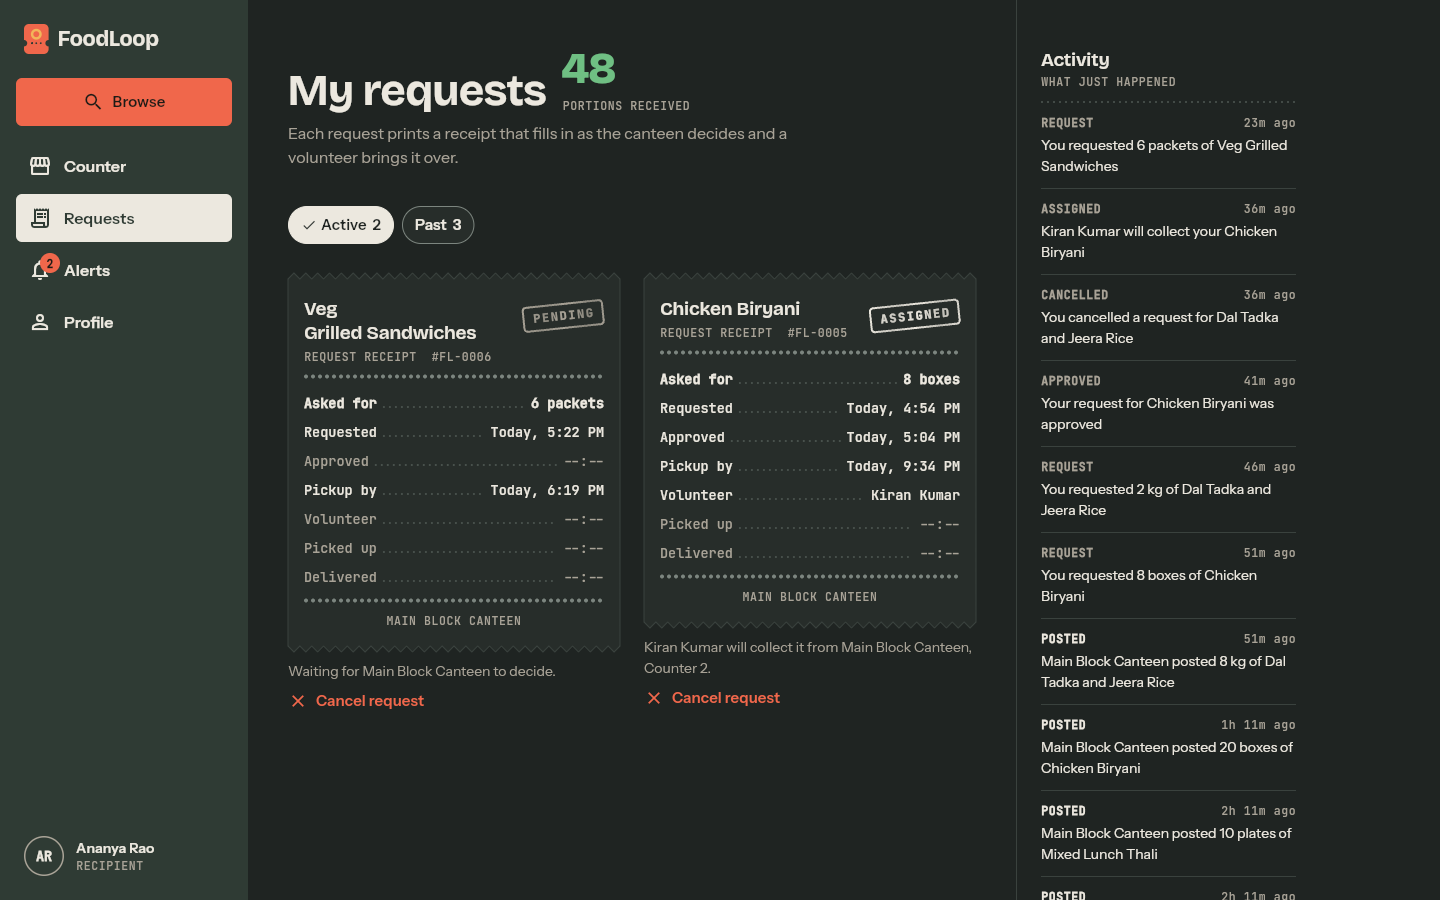 FoodLoop
Browse
Counter
Requests
2
Alerts
Profile
Ananya Rao
AR
RECIPIENT
My requests
48
PORTIONS RECEIVED
Each request prints a receipt that fills in as the canteen decides and a
volunteer brings it over.
Active 2
Past 3
Veg
Grilled Sandwiches
PENDING
REQUEST RECEIPT #FL-0006
Asked for 6 packets
Requested Today, 5:22 PM
Approved --:--
Pickup by Today, 6:19 PM
Volunteer --:--
Picked up --:--
Delivered --:--
MAIN BLOCK CANTEEN
Waiting for Main Block Canteen to decide.
Cancel request
Chicken Biryani
ASSIGNED
REQUEST RECEIPT #FL-0005
Asked for 8 boxes
Requested Today, 4:54 PM
Approved Today, 5:04 PM
Pickup by Today, 9:34 PM
Volunteer Kiran Kumar
Picked up --:--
Delivered --:--
MAIN BLOCK CANTEEN
Kiran Kumar will collect it from Main Block Canteen,
Counter 2.
Cancel request
Activity
WHAT JUST HAPPENED
REQUEST 23m ago
You requested 6 packets of Veg Grilled
Sandwiches
ASSIGNED 36m ago
Kiran Kumar will collect your Chicken
Biryani
CANCELLED 36m ago
You cancelled a request for Dal Tadka
and Jeera Rice
APPROVED 41m ago
Your request for Chicken Biryani was
approved
REQUEST 46m ago
You requested 2 kg of Dal Tadka and
Jeera Rice
REQUEST 51m ago
You requested 8 boxes of Chicken
Biryani
POSTED 51m ago
Main Block Canteen posted 8 kg of Dal
Tadka and Jeera Rice
POSTED 1h 11m ago
Main Block Canteen posted 20 boxes of
Chicken Biryani
POSTED 2h 11m ago
Main Block Canteen posted 10 plates of
Mixed Lunch Thali
POSTED 2h 11m ago